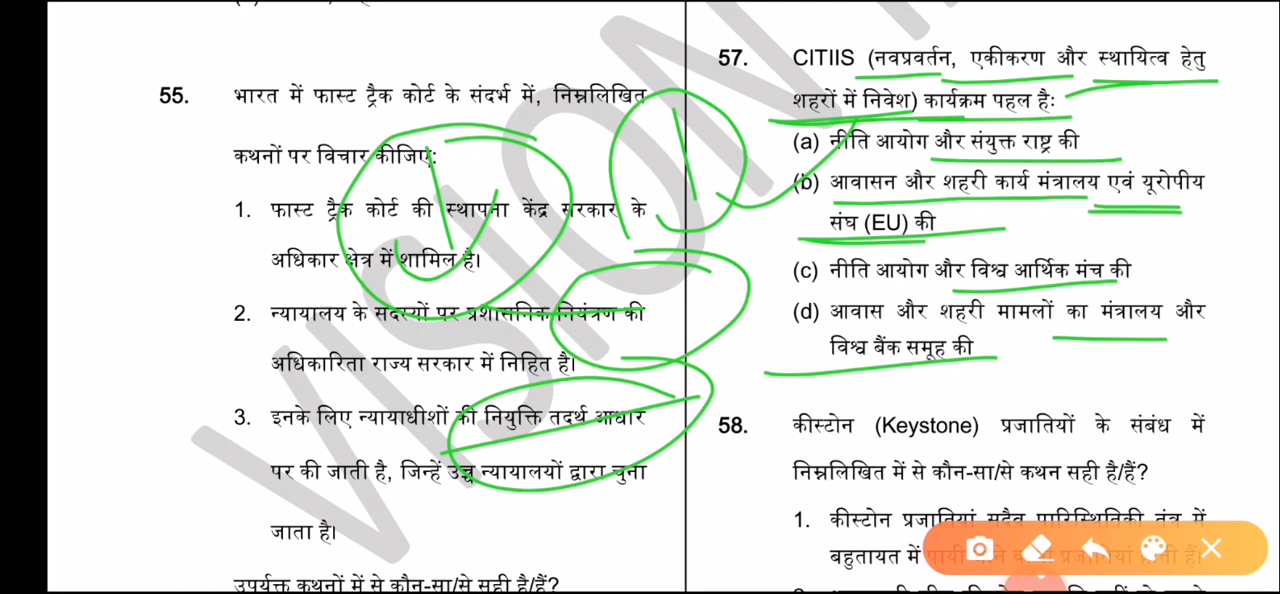 55. भारत में फास्ट ट्रैक कोर्ट के संदर्भ में, निम्नलिखित
कथनों पर विचार कीजिए:
1. फास्ट ट्रैक कोर्ट की स्थापना केंद्र सरकार के
अधिकार क्षेत्र में शामिल है।
2. न्यायालय के सदस्यों पर प्रशासनिक नियंत्रण की
अधिकारिता राज्य सरकार में निहित है।
3. इनके लिए न्यायाधीशों की नियुक्ति तदर्थ आधार
पर की जाती है, जिन्हें उच्च न्यायालयों द्वारा चुना
जाता है।
उपर्युक्त कथनों में से कौन-सा/से सही है/हैं?
57. CITIIS (नवप्रवर्तन, एकीकरण और स्थायित्व हेतु
शहरों में निवेश) कार्यक्रम पहल है:
(a) नीति आयोग और संयुक्त राष्ट्र की
(b) आवासन और शहरी कार्य मंत्रालय एवं यूरोपीय
संघ (EU) की
(c) नीति आयोग और विश्व आर्थिक मंच की
(d) आवास और शहरी मामलों का मंत्रालय और
विश्व बैंक समूह की
58. कीस्टोन (Keystone) प्रजातियों के संबंध में
निम्नलिखित में से कौन-सा/से कथन सही है/हैं?
1. कीस्टोन प्रजातियां सदैव पारिस्थितिकी तंत्र में
बहुतायत में
VISION